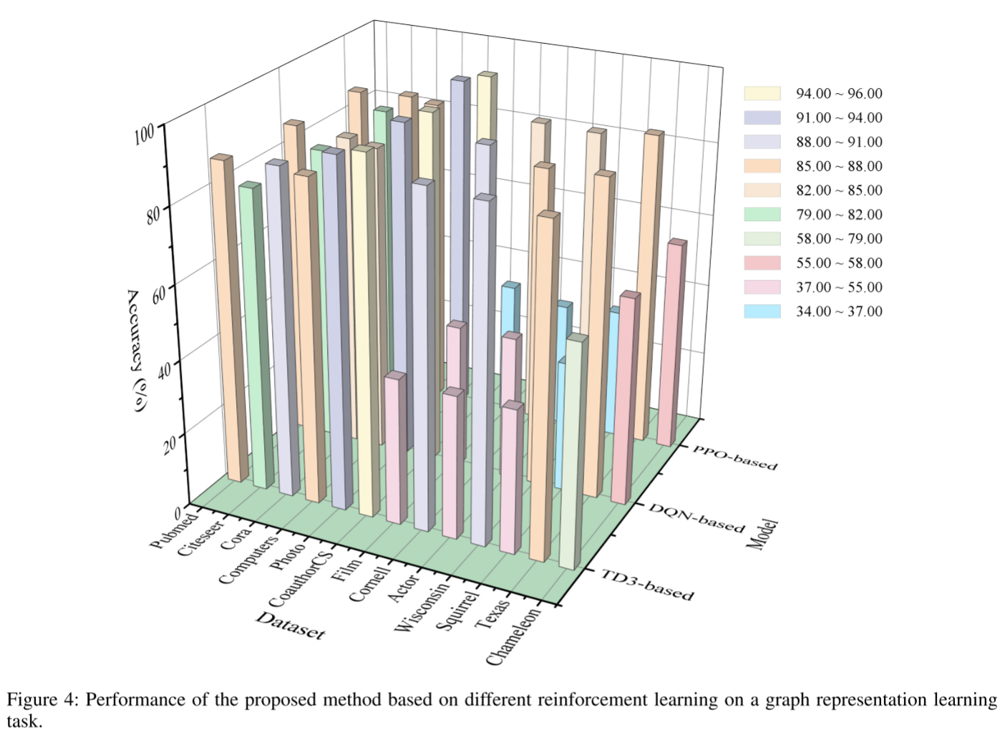 100
80
60
40
20
0
Accuracy (%)
Pubmed
Citeseer
Cora
Computers
Photo
CoauthorCS
Film
Cornell
Actor
Wisconsin
Squirrel
Texas
Chameleon
Dataset
PPO-based
DQN-based
TD3-based
Model
94.00 ~ 96.00
91.00 ~ 94.00
88.00 ~ 91.00
85.00 ~ 88.00
82.00 ~ 85.00
79.00 ~ 82.00
58.00 ~ 79.00
55.00 ~ 58.00
37.00 ~ 55.00
34.00 ~ 37.00
Figure 4: Performance of the proposed method based on different reinforcement learning on a graph representation learning
task.